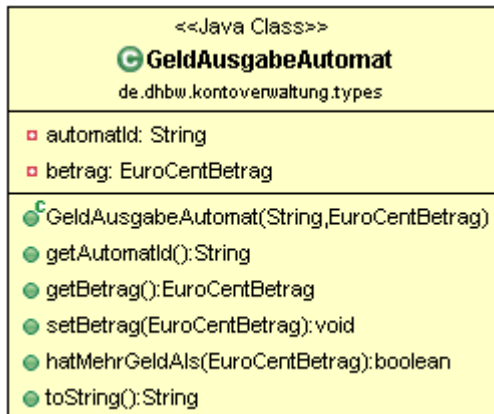 <<Java Class>>
C GeldAusgabeAutomat
de.dhbw.kontoverwaltung.types
automatId: String
betrag: EuroCentBetrag
C GeldAusgabeAutomat(String,EuroCentBetrag)
getAutomatId():String
getBetrag():EuroCentBetrag
setBetrag(EuroCentBetrag):void
hatMehrGeldAls(EuroCentBetrag):boolean
toString():String